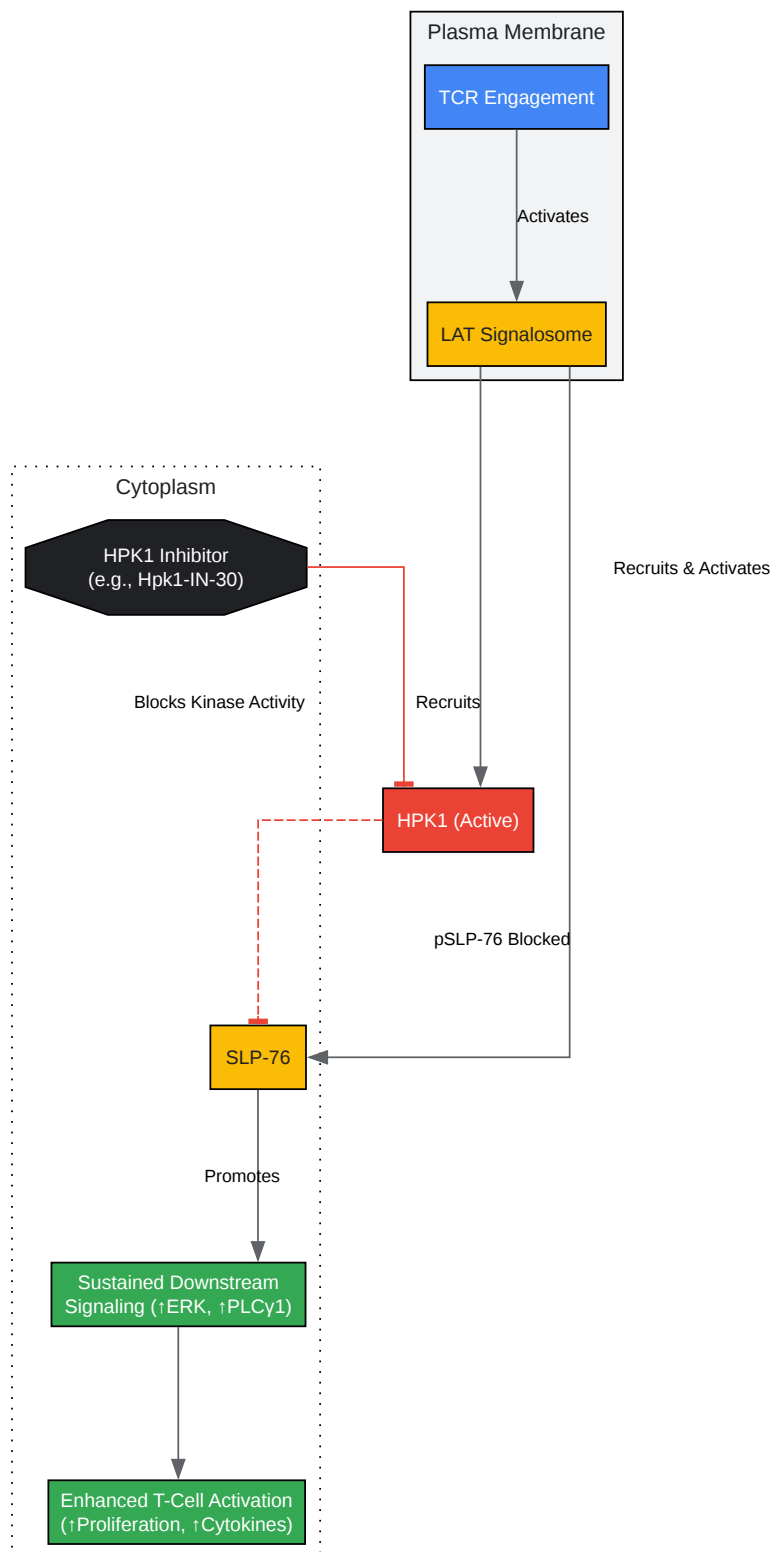 Plasma Membrane
TCR Engagement
Activates
LAT Signalosome
Cytoplasm
HPK1 Inhibitor
(e.g., Hpk1-IN-30)
Recruits & Activates
Blocks Kinase Activity
Recruits
HPK1 (Active)
pSLP-76 Blocked
SLP-76
Promotes
Sustained Downstream
Signaling (↑ERK, ↑PLCγ1)
Enhanced T-Cell Activation
(↑Proliferation, ↑Cytokines)